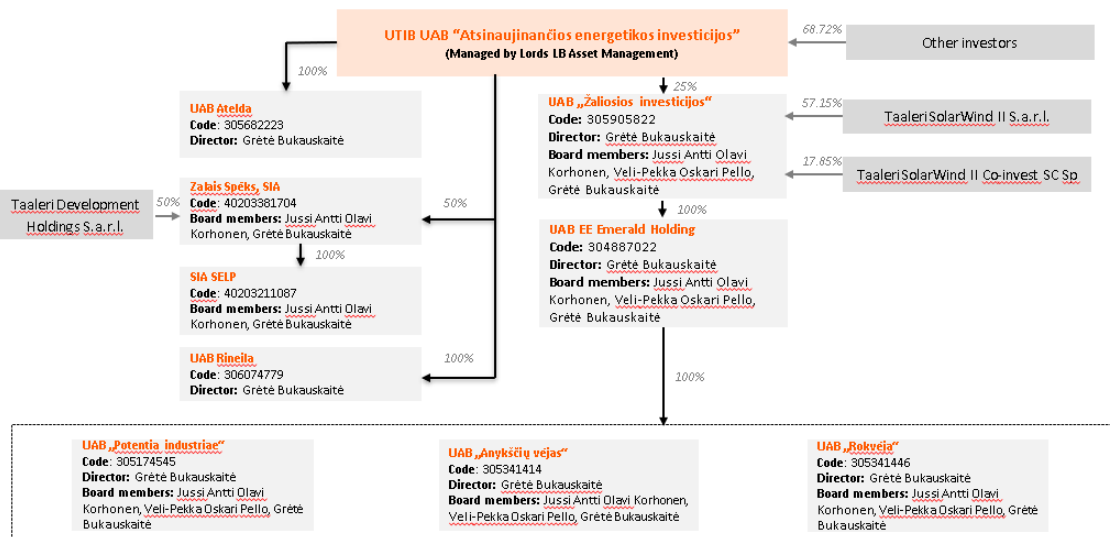 UTIB UAB “Atsinaujinančios energetikos investicijos”
(Managed by Lords LB Asset Management)
68.72%
Other investors
100%
25%
UAB Atelda
Code: 305682223
Director: Grėtė Bukauskaitė
UAB „Žaliosios investicijos“
Code: 305905822
Director: Grėtė Bukauskaitė
Board members: Jussi Antti Olavi
Korhonen, Veli-Pekka Oskari Pello,
Grėtė Bukauskaitė
57.15%
Taaleri SolarWind II S.a.r.l.
17.85%
Taaleri SolarWind II Co-invest SC Sp
Taaleri Development
Holdings S.a.r.l.
50%
Zaļais Spēks, SIA
Code: 40203381704
Board members: Jussi Antti Olavi
Korhonen, Grėtė Bukauskaitė
50%
100%
100%
UAB EE Emerald Holding
Code: 304887022
Director: Grėtė Bukauskaitė
Board members: Jussi Antti Olavi
Korhonen, Veli-Pekka Oskari Pello,
Grėtė Bukauskaitė
SIA SELP
Code: 40203211087
Board members: Jussi Antti Olavi
Korhonen, Grėtė Bukauskaitė
UAB Rineila
Code: 306074779
Director: Grėtė Bukauskaitė
100%
100%
UAB „Potentia industriae“
Code: 305174545
Director: Grėtė Bukauskaitė
Board members: Jussi Antti Olavi
Korhonen, Veli-Pekka Oskari Pello, Grėtė
Bukauskaitė
UAB „Anykščių vėjas“
Code: 305341414
Director: Grėtė Bukauskaitė
Board members: Jussi Antti Olavi Korhonen,
Veli-Pekka Oskari Pello, Grėtė Bukauskaitė
UAB „Rokvėja“
Code: 305341446
Director: Grėtė Bukauskaitė
Board members: Jussi Antti Olavi
Korhonen, Veli-Pekka Oskari Pello, Grėtė
Bukauskaitė